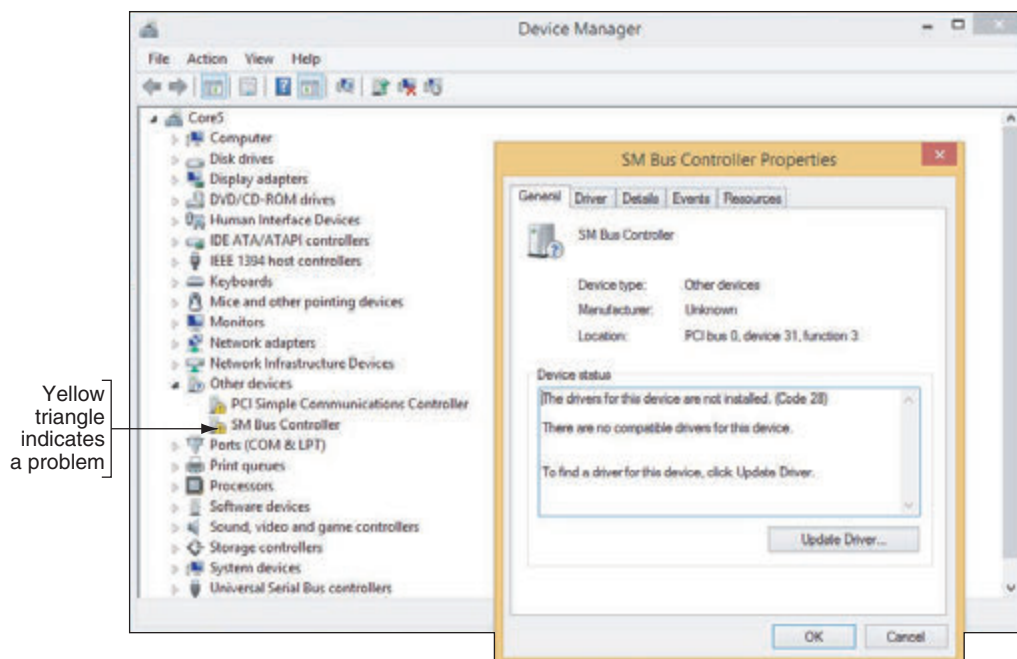 Device Manager
File Action View Help
Core5
Computer
Disk drives
Display adapters
DVD/CD-ROM drives
Human Interface Devices
IDE ATA/ATAPI controllers
IEEE 1394 host controllers
Keyboards
Mice and other pointing devices
Monitors
Network adapters
Network Infrastructure Devices
Other devices
PCI Simple Communications Controller
SM Bus Controller
Ports (COM & LPT)
Print queues
Processors
Software devices
Sound, video and game controllers
Storage controllers
System devices
Universal Serial Bus controllers
Yellow
triangle
indicates
a problem
SM Bus Controller Properties
General Driver Details Events Resources
SM Bus Controller
Device type: Other devices
Manufacturer: Unknown
Location: PCI bus 0, device 31, function 3
Device status
The drivers for this device are not installed. (Code 28)
There are no compatible drivers for this device.
To find a driver for this device, click Update Driver.
Update Driver...
OK Cancel